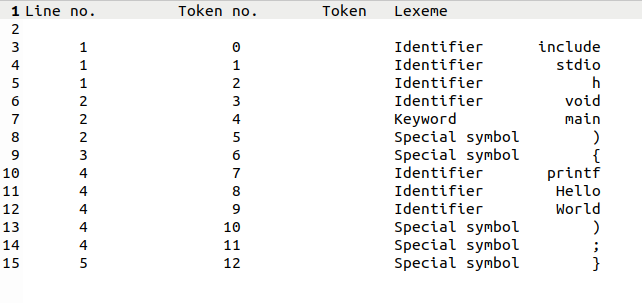 1 Line no. Token no. Token Lexeme
2
3 1 0 Identifier include
4 1 1 Identifier stdio
5 1 2 Identifier h
6 2 3 Identifier void
7 2 4 Keyword main
8 2 5 Special symbol )
9 3 6 Special symbol {
10 4 7 Identifier printf
11 4 8 Identifier Hello
12 4 9 Identifier World
13 4 10 Special symbol )
14 4 11 Special symbol ;
15 5 12 Special symbol }